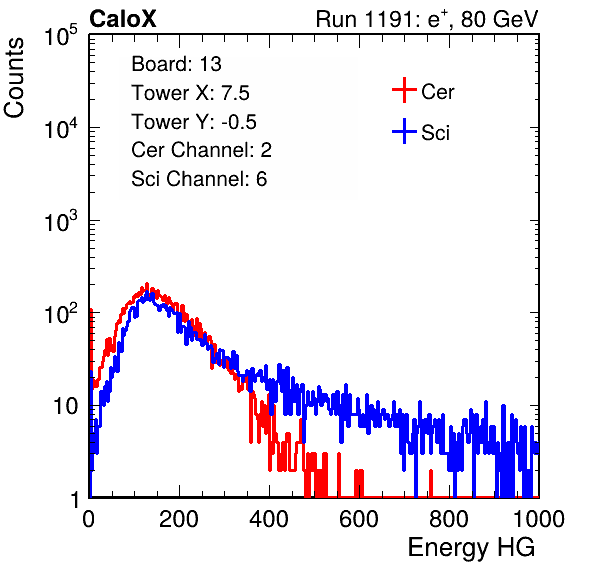 CaloX Run 1191: e⁺, 80 GeV
Counts
10⁵
10⁴
10³
10²
10
1
Board: 13
Tower X: 7.5
Tower Y: -0.5
Cer Channel: 2
Sci Channel: 6
Cer
Sci
0 200 400 600 800 1000
Energy HG